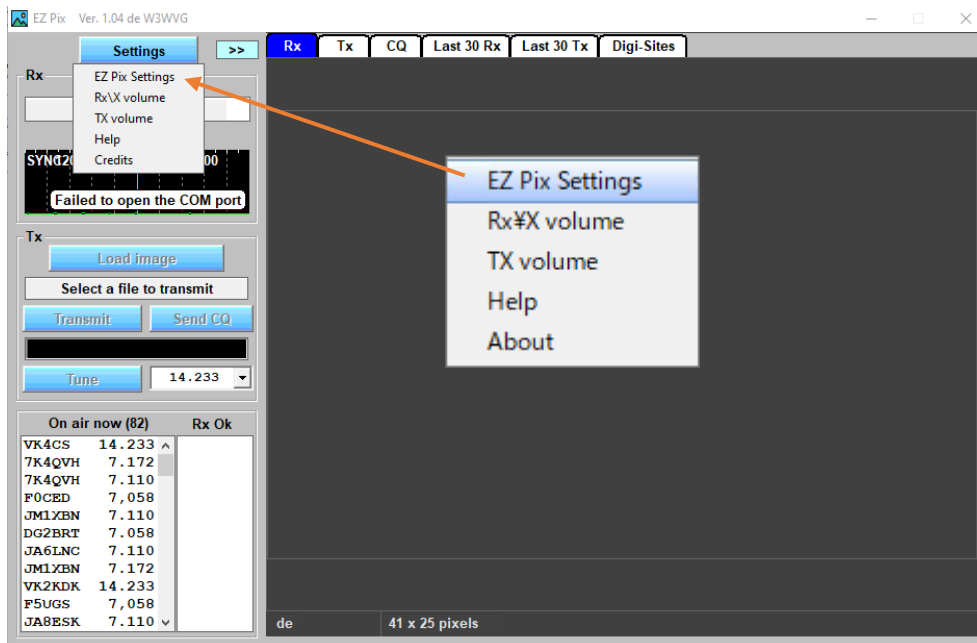 EZ Pix Ver. 1.04 de W3WVG
Settings >>
Rx Tx CQ Last 30 Rx Last 30 Tx Digi-Sites
Rx
EZ Pix Settings
Rx\X volume
TX volume
Help
Credits
SYNC 00
Failed to open the COM port
Tx
Load image
Select a file to transmit
Transmit Send CQ
Tune 14.233
On air now (82) Rx Ok
VK4CS 14.233
7K4QVH 7.172
7K4QVH 7.110
F0CED 7,058
JM1XBN 7.110
DG2BRT 7.058
JA6LNC 7.110
JM1XBN 7.172
VK2KDK 14.233
F5UGS 7,058
JA8ESK 7.110
EZ Pix Settings
Rx¥X volume
TX volume
Help
About
de 41 x 25 pixels